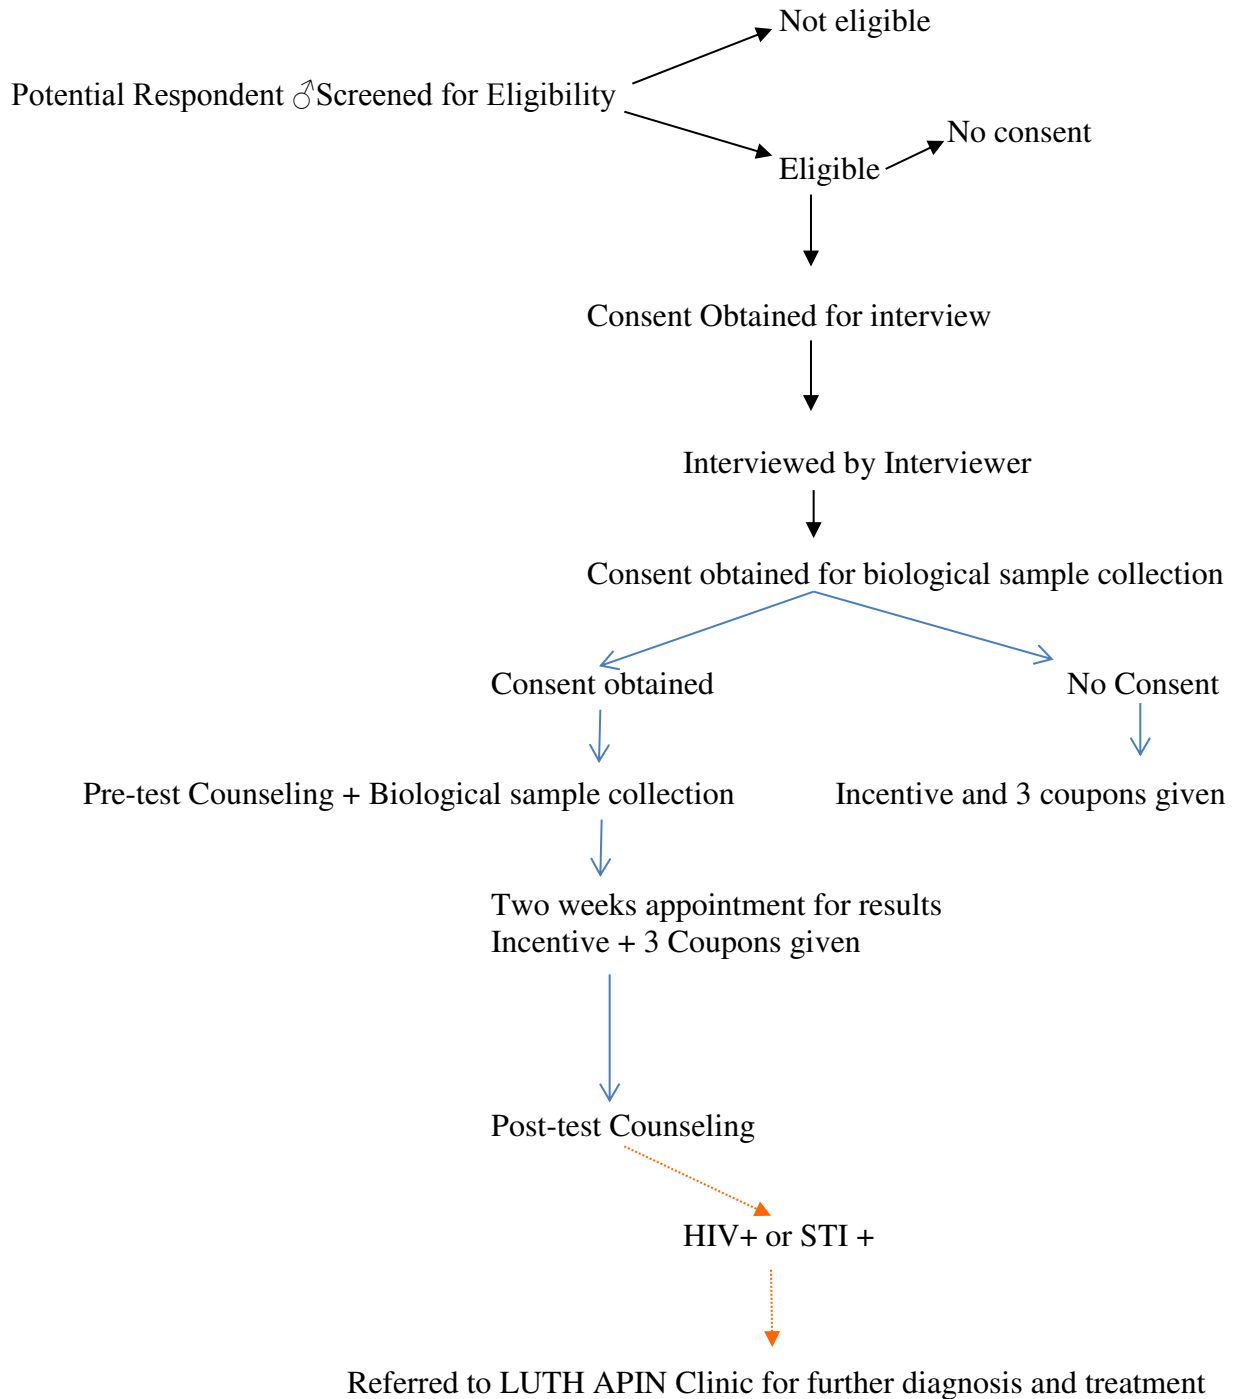 Not eligible
Potential Respondent ♂Screened for Eligibility
No consent
Eligible
Consent Obtained for interview
Interviewed by Interviewer
Consent obtained for biological sample collection
Consent obtained
No Consent
Pre-test Counseling + Biological sample collection
Incentive and 3 coupons given
Two weeks appointment for results
Incentive + 3 Coupons given
Post-test Counseling
HIV+ or STI +
Referred to LUTH APIN Clinic for further diagnosis and treatment